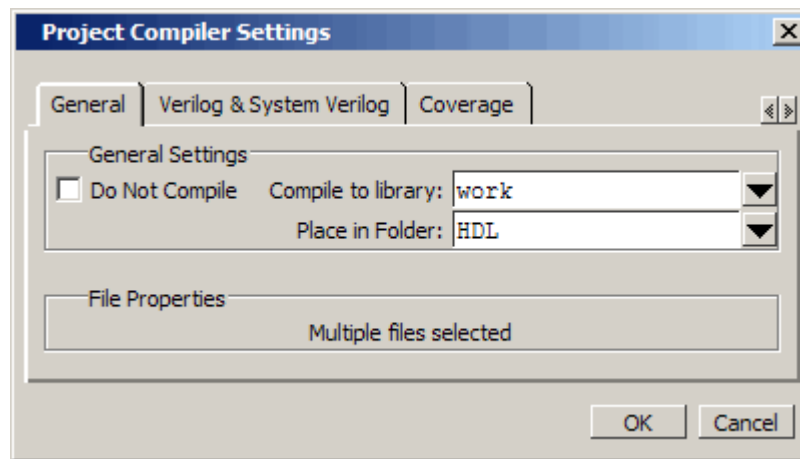 Project Compiler Settings
General Verilog & System Verilog Coverage
General Settings
Do Not Compile Compile to library: work
Place in Folder: HDL
File Properties
Multiple files selected
OK Cancel